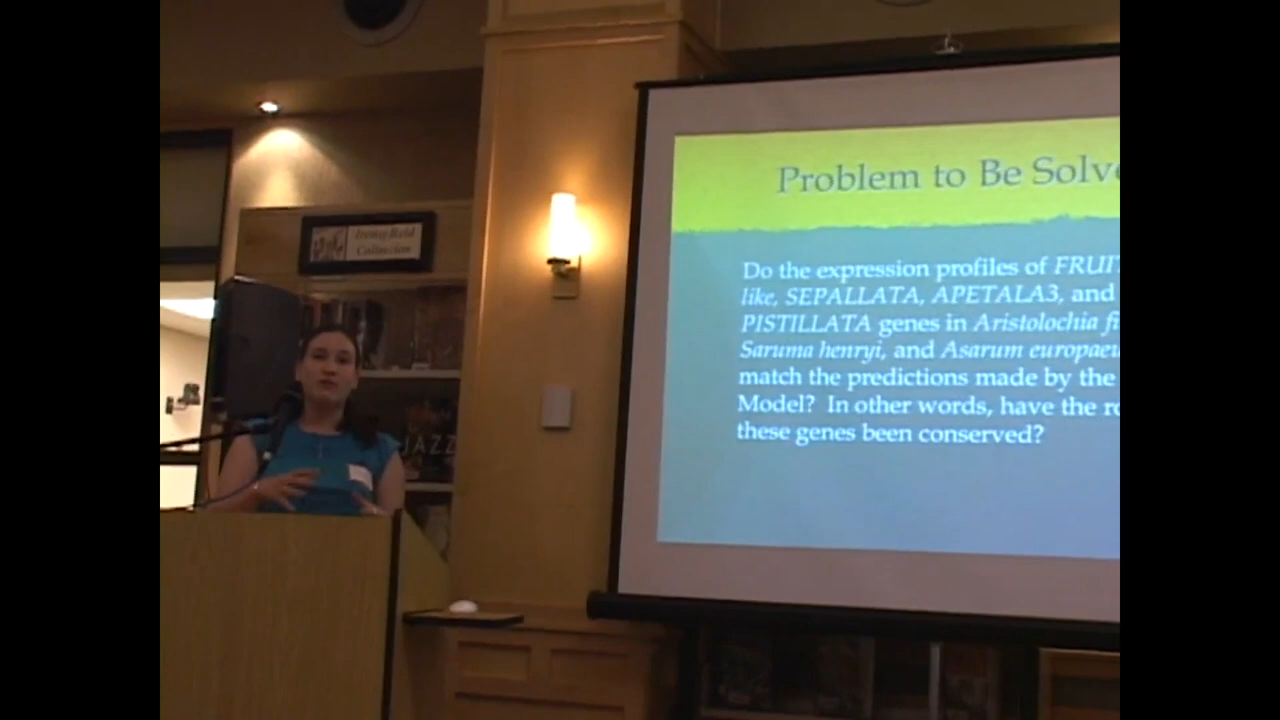 Problem to Be Solve
Do the expression profiles of FRUIT
like, SEPALLATA, APETALA3, and
PISTILLATA genes in Aristolochia fi
Saruma henryi, and Asarum europaeu
match the predictions made by the
Model? In other words, have the ro
these genes been conserved?
Collection
JAZZ